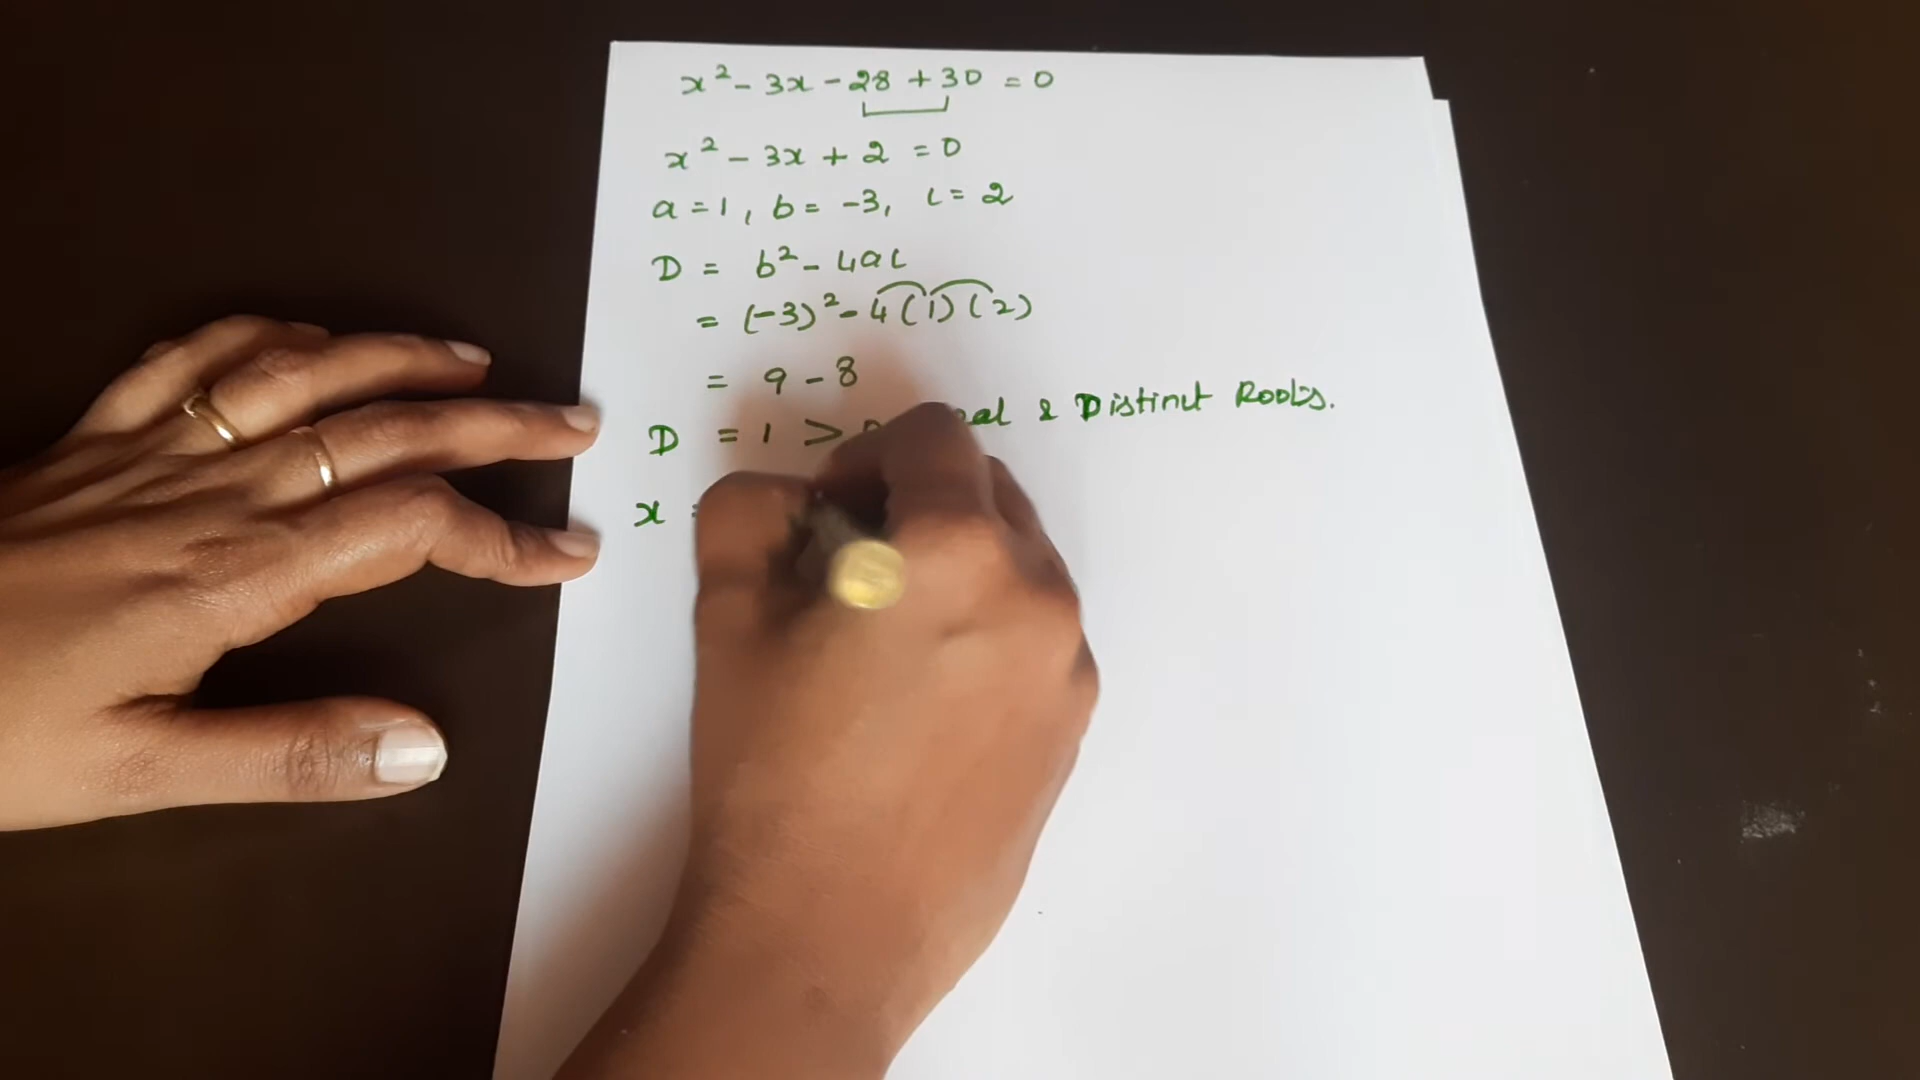 x² - 3x - 28 + 30 = 0
x² - 3x + 2 = 0
a = 1, b = -3, c = 2
D = b² - 4ac
= (-3)² - 4(1)(2)
= 9 - 8
D = 1 > & Distinct Roots.
x =